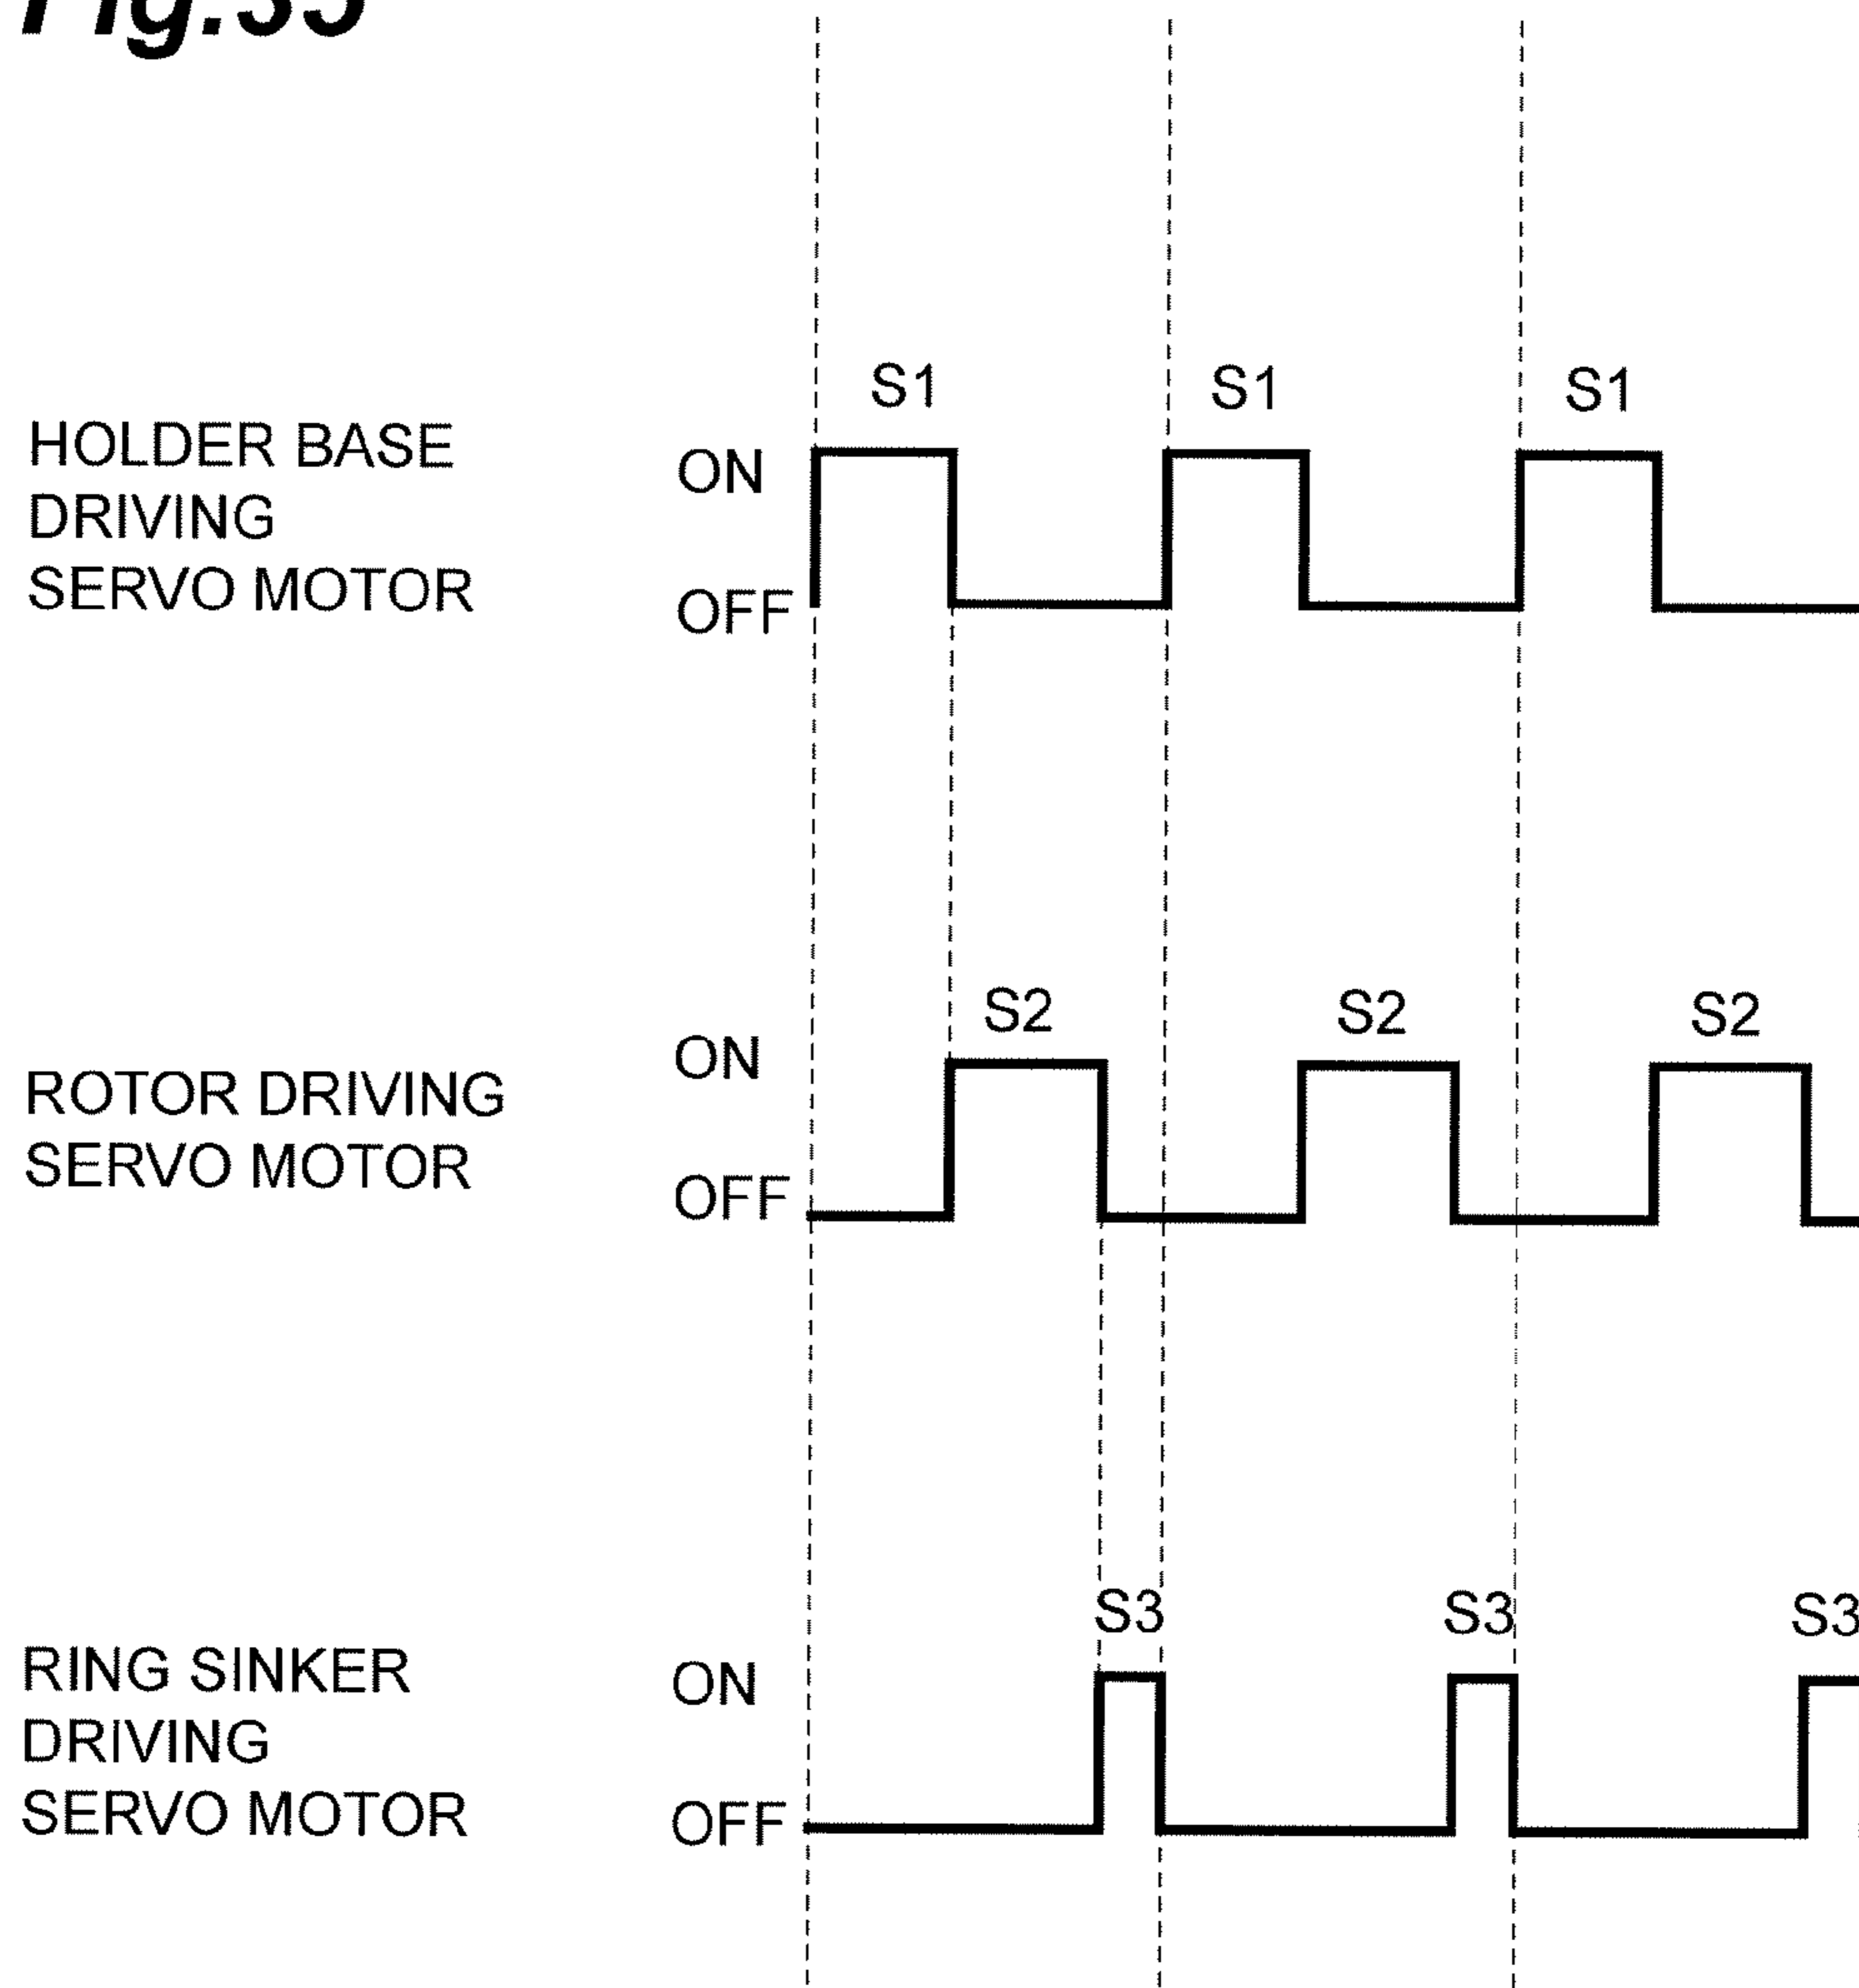 Fig.35
S1 S1 S1
HOLDER BASE
DRIVING
SERVO MOTOR
ON
OFF
S2 S2 S2
ROTOR DRIVING
SERVO MOTOR
ON
OFF
S3 S3 S3
RING SINKER
DRIVING
SERVO MOTOR
ON
OFF